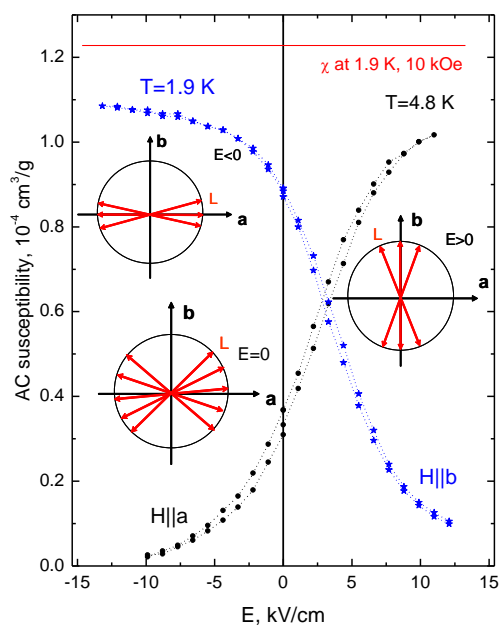 χ at 1.9 K, 10 kOe
T=1.9 K
T=4.8 K
1.2
1.0
0.8
0.6
0.4
0.2
0.0
AC susceptibility, 10⁻⁴ cm³/g
E<0
b
L
a
b
L
E>0
a
b
L
E=0
a
H||a
H||b
-15
-10
-5
0
5
10
15
E, kV/cm